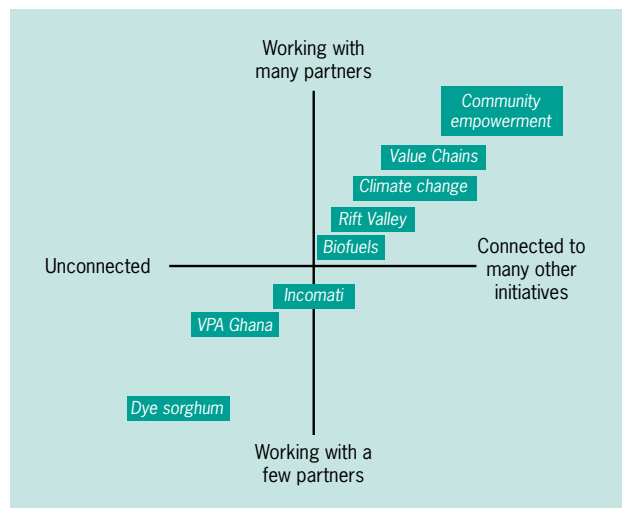 Working with
many partners
Community
empowerment
Value Chains
Climate change
Rift Valley
Biofuels
Unconnected
Connected to
many other
initiatives
Incomati
VPA Ghana
Dye sorghum
Working with a
few partners